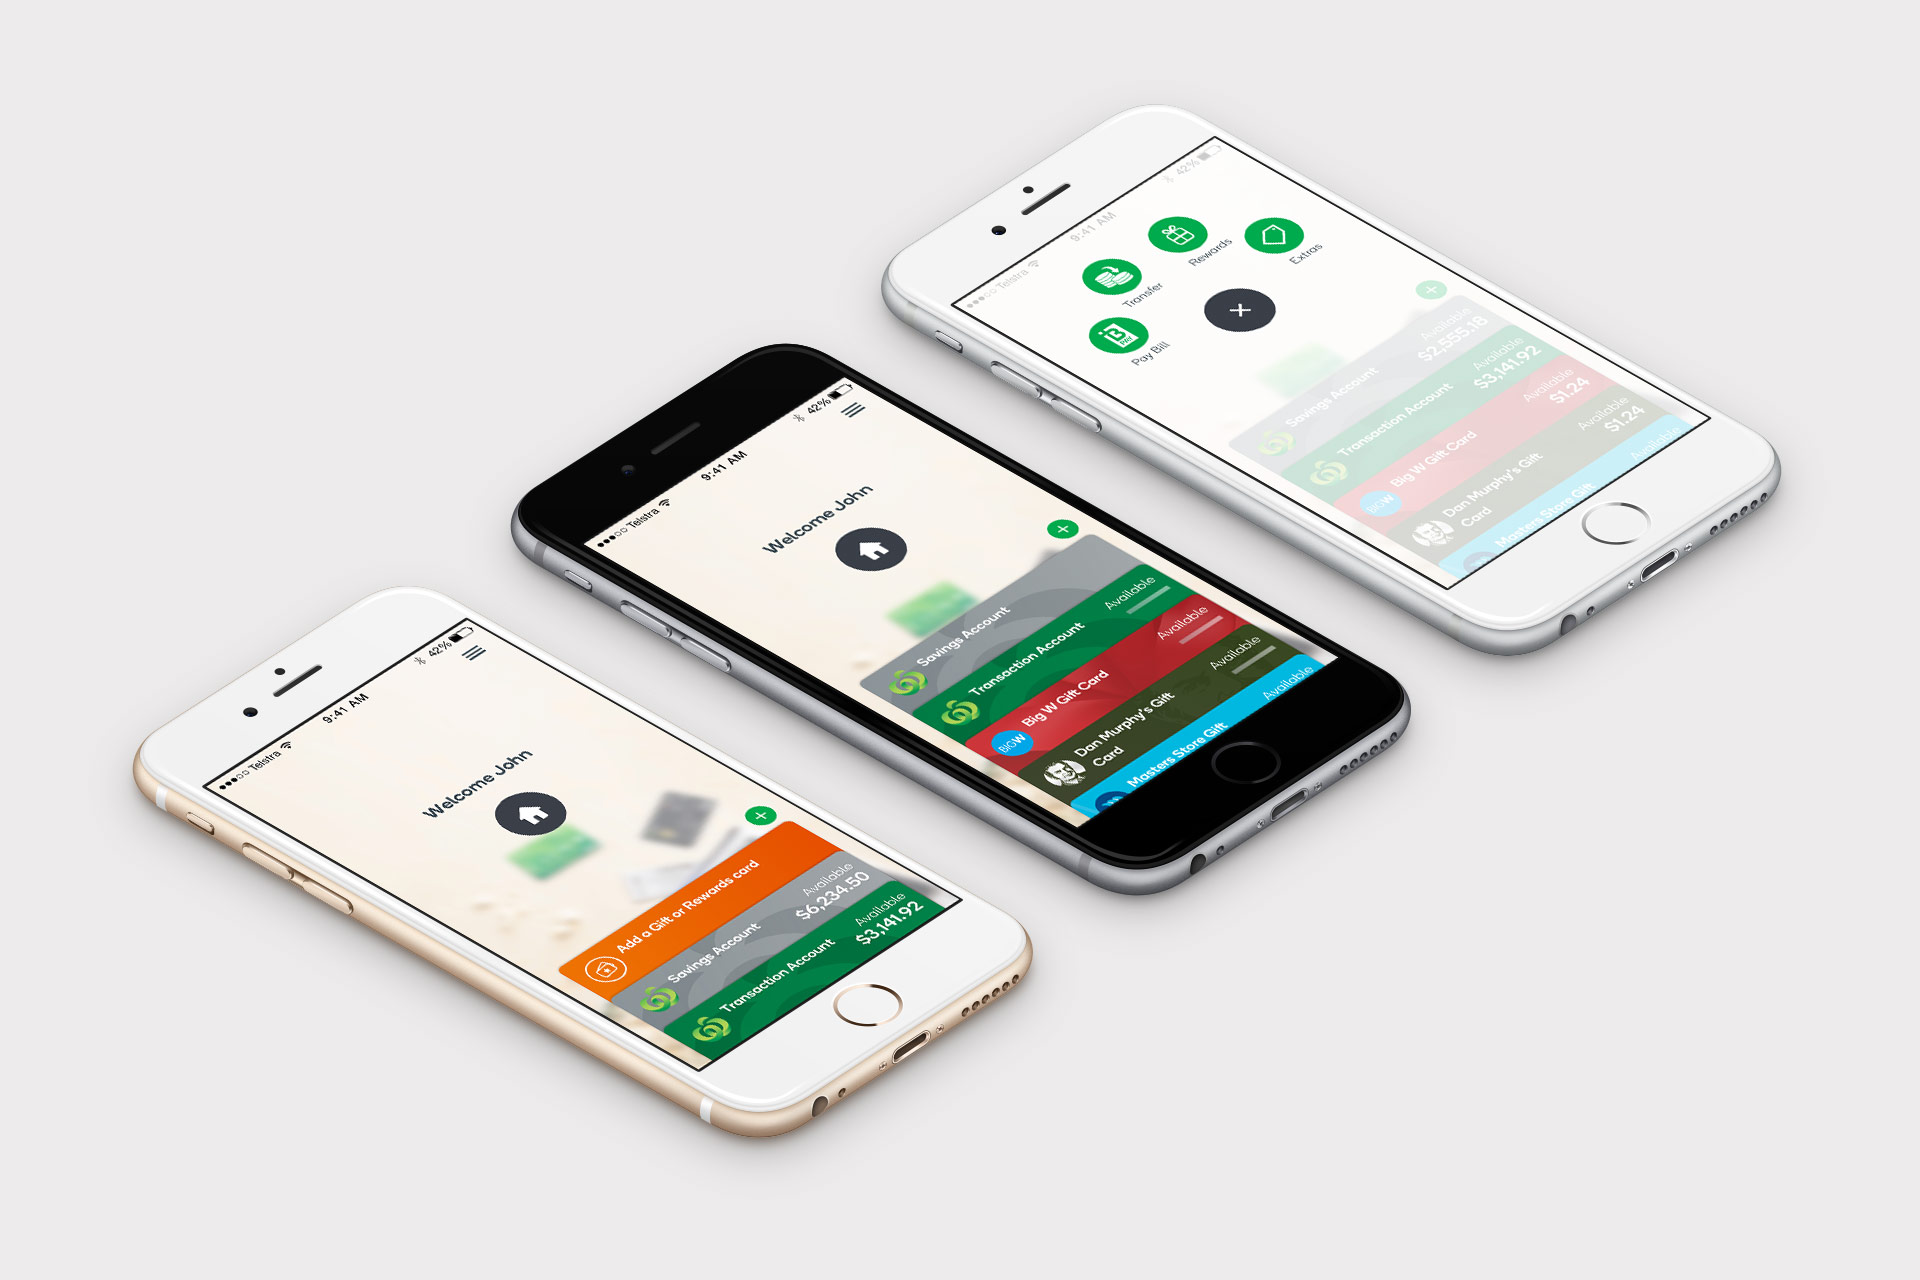 ●●●○○ Telstra
9:41 AM
42%
Welcome John
+
Add a Gift or Rewards card
Savings Account
Available
$6,234.50
Transaction Account
Available
$3,141.92
●●●○○ Telstra
9:41 AM
42%
Welcome John
+
Savings Account
Transaction Account
Available
BIGW
Big W Gift Card
Available
Dan Murphy's Gift
Card
Available
Masters Store Gift
Available
●●●○○ Telstra
9:41 AM
42%
Pay Bill
B
PAY
Transfer
Rewards
Extras
+
Savings Account
Available
$2,555.18
Transaction Account
Available
$3,141.92
BIGW
Big W Gift Card
Available
$1.24
Dan Murphy's Gift
Card
Available
$1.24
Masters Store Gift
Available